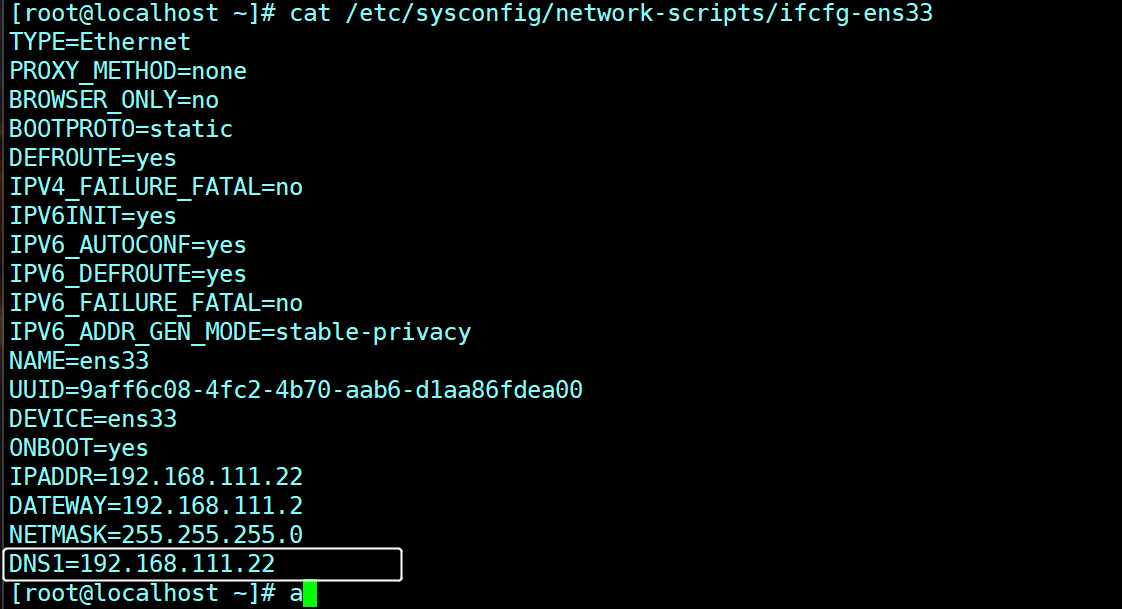 [root@localhost ~]# cat /etc/sysconfig/network-scripts/ifcfg-ens33
TYPE=Ethernet
PROXY_METHOD=none
BROWSER_ONLY=no
BOOTPROTO=static
DEFROUTE=yes
IPV4_FAILURE_FATAL=no
IPV6INIT=yes
IPV6_AUTOCONF=yes
IPV6_DEFROUTE=yes
IPV6_FAILURE_FATAL=no
IPV6_ADDR_GEN_MODE=stable-privacy
NAME=ens33
UUID=9aff6c08-4fc2-4b70-aab6-d1aa86fdea00
DEVICE=ens33
ONBOOT=yes
IPADDR=192.168.111.22
DATEWAY=192.168.111.2
NETMASK=255.255.255.0
DNS1=192.168.111.22
[root@localhost ~]# a